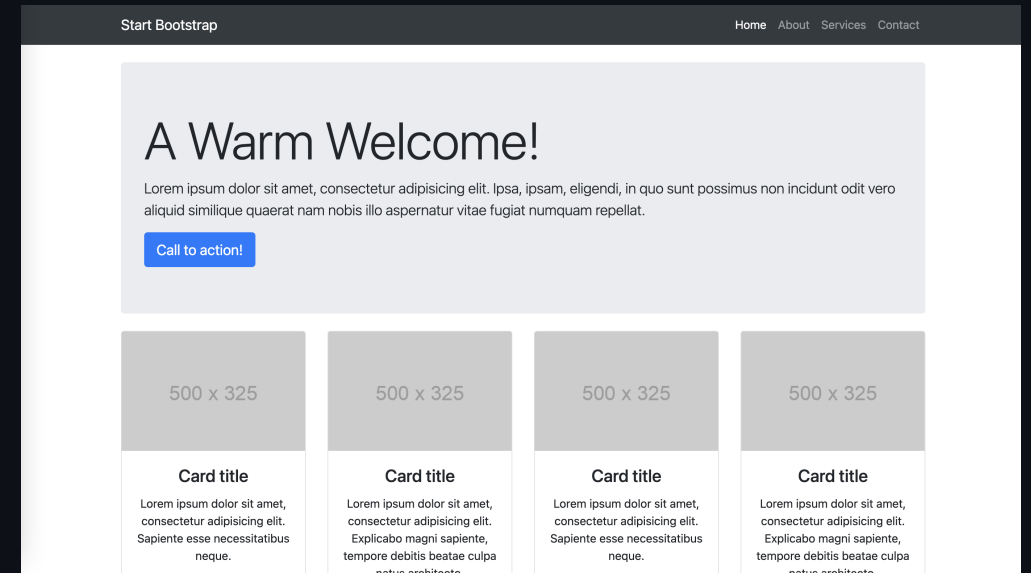 Start Bootstrap
Home About Services Contact
A Warm Welcome!
Lorem ipsum dolor sit amet, consectetur adipisicing elit. Ipsa, ipsam, eligendi, in quo sunt possimus non incidunt odit vero
aliquid similique quaerat nam nobis illo aspernatur vitae fugiat numquam repellat.
Call to action!
500 x 325
Card title
Lorem ipsum dolor sit amet,
consectetur adipisicing elit.
Sapiente esse necessitatibus
neque.
500 x 325
Card title
Lorem ipsum dolor sit amet,
consectetur adipisicing elit.
Explicabo magni sapiente,
tempore debitis beatae culpa
natus architecto.
500 x 325
Card title
Lorem ipsum dolor sit amet,
consectetur adipisicing elit.
Sapiente esse necessitatibus
neque.
500 x 325
Card title
Lorem ipsum dolor sit amet,
consectetur adipisicing elit.
Explicabo magni sapiente,
tempore debitis beatae culpa
natus architecto.